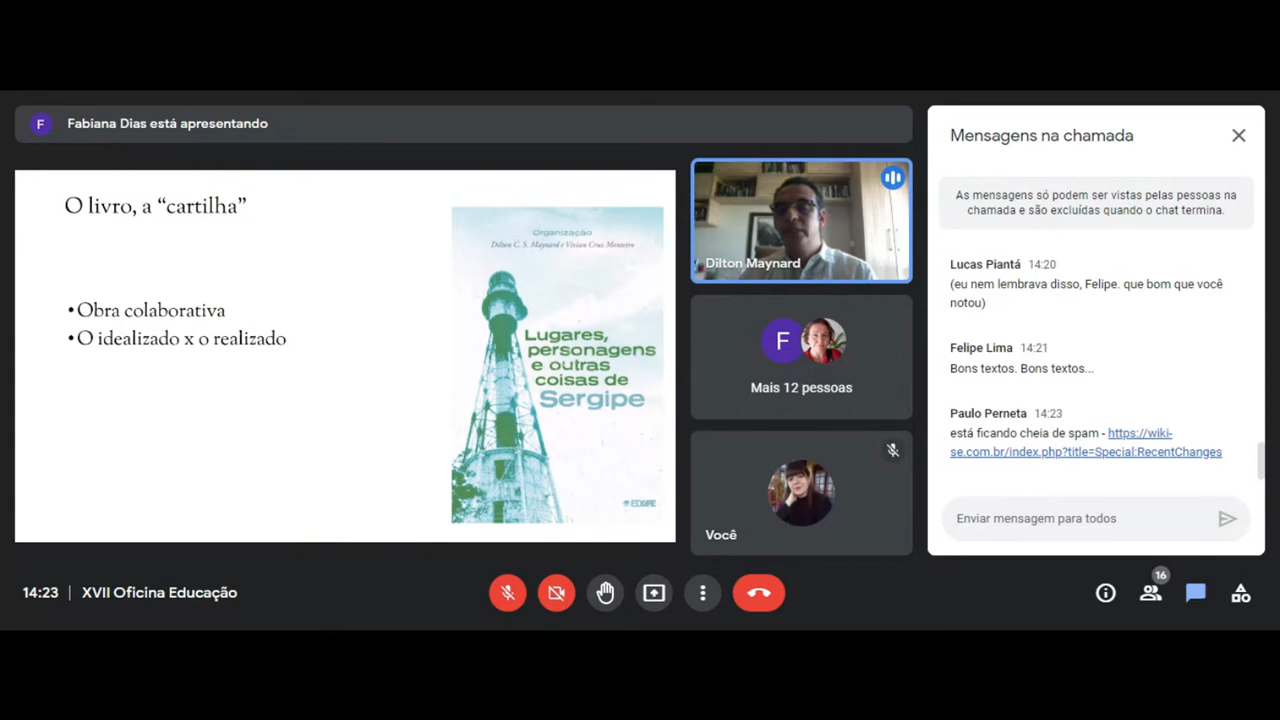 Fabiana Dias está apresentando
F
O livro, a “cartilha”
•Obra colaborativa
•O idealizado x o realizado
Organização
Dilton C. S. Maynard e Vivian Cruz Monteiro
Lugares,
personagens
e outras
coisas de
Sergipe
Dilton Maynard
F
Mais 12 pessoas
Você
Mensagens na chamada
As mensagens só podem ser vistas pelas pessoas na
chamada e são excluídas quando o chat termina.
Lucas Piantá 14:20
(eu nem lembrava disso, Felipe. que bom que você
notou)
Felipe Lima 14:21
Bons textos. Bons textos...
Paulo Perneta 14:23
está ficando cheia de spam - https://wiki-
se.com.br/index.php?title=Special:RecentChanges
Enviar mensagem para todos
14:23 | XVII Oficina Educação
16